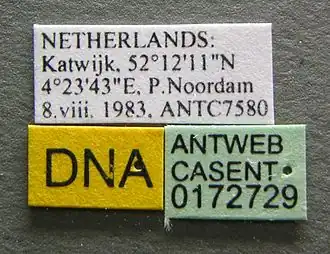 NETHERLANDS:
Katwijk, 52°12'11"N
4°23'43"E, P.Noordam
8.viii. 1983, ANTC7580
DNA
ANTWEB
CASENT
0172729